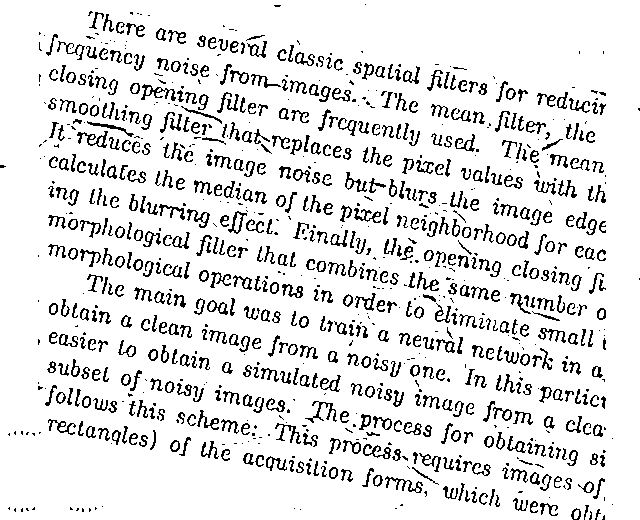 There are several classic spatial filters for reducin
frequency noise from images. The mean filter, the
closing opening filter are frequently used. The mean
smoothing filter that replaces the pixel values with th
It reduces the image noise but blurs the image edge
calculates the median of the pixel neighborhood for eac
ing the blurring effect. Finally, the opening closing fi
morphological filter that combines the same number o
morphological operations in order to eliminate small
The main goal was to train a neural network in a
obtain a clean image from a noisy one. In this particu
easier to obtain a simulated noisy image from a clea
subset of noisy images. The process for obtaining si
follows this scheme: This process requires images of
rectangles) of the acquisition forms, which were obt